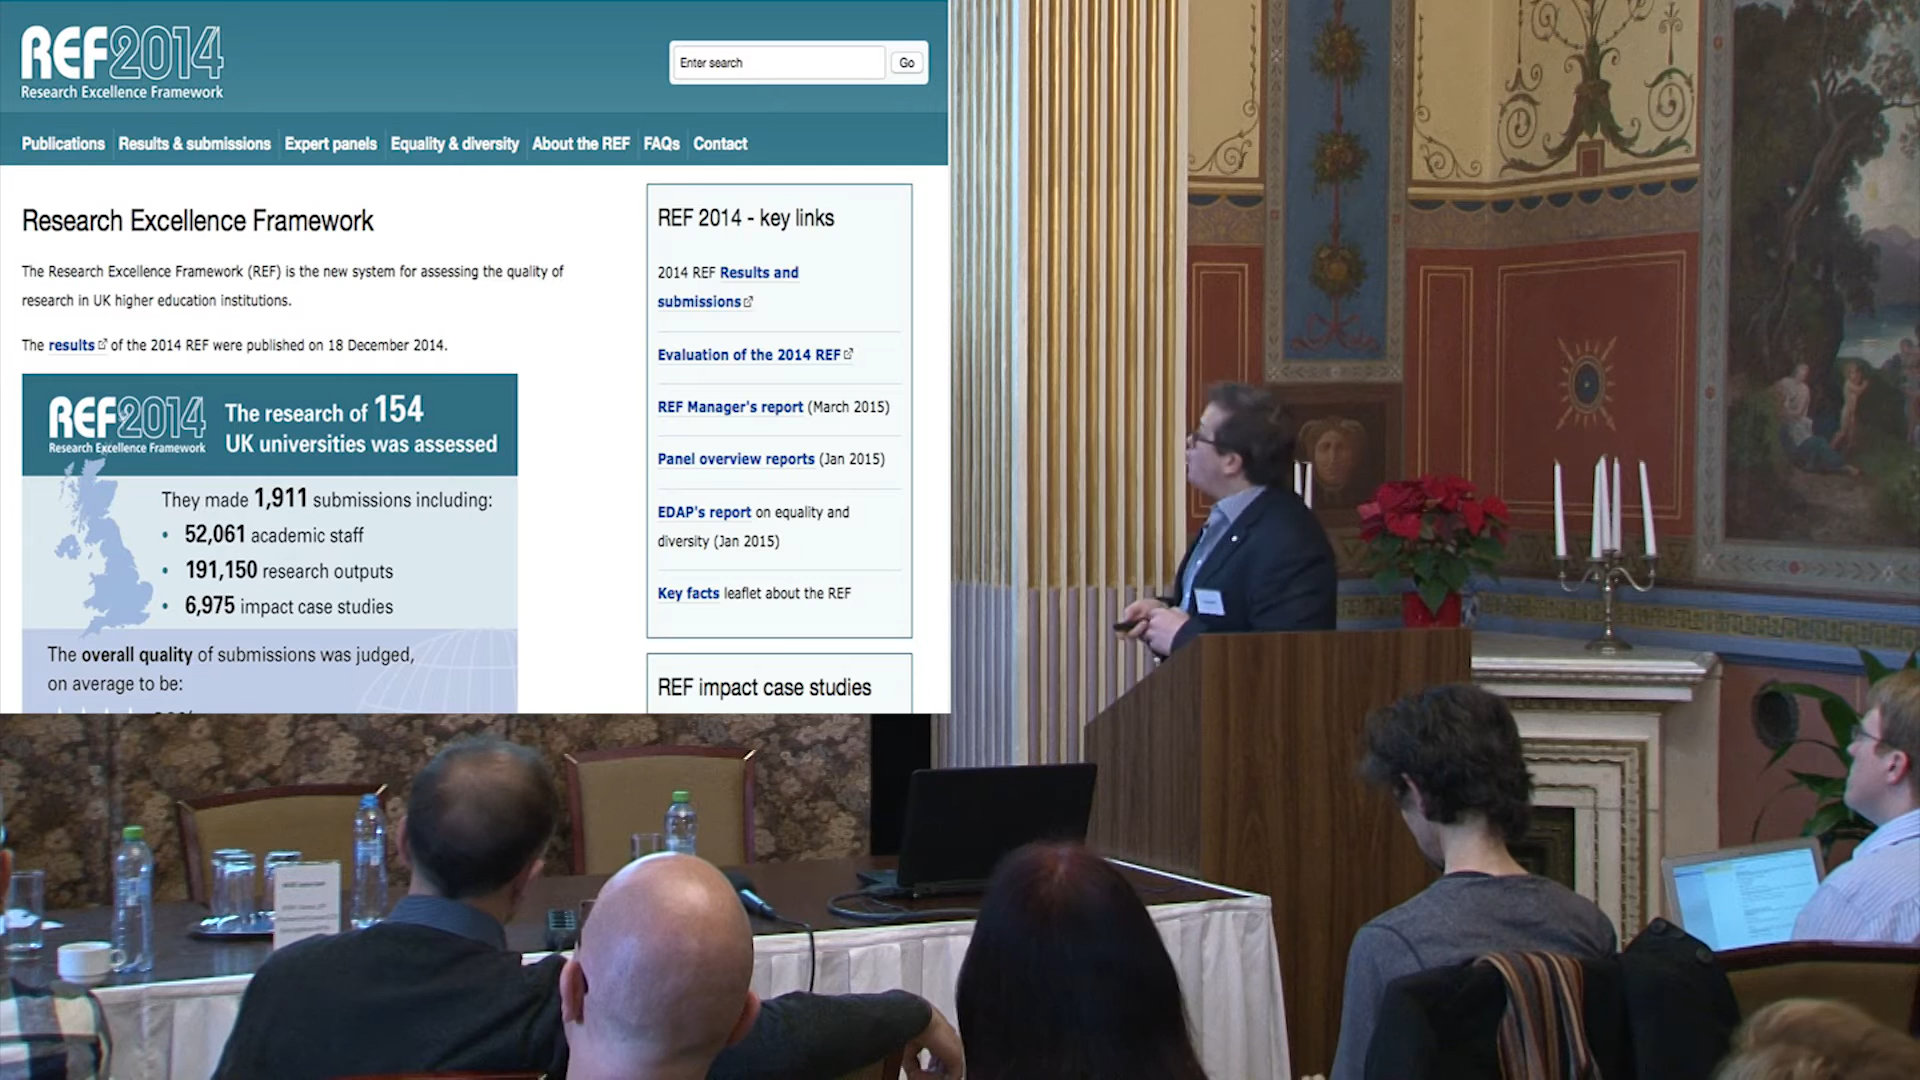 REF2014
Research Excellence Framework
Enter search
Go
Publications
Results & submissions
Expert panels
Equality & diversity
About the REF
FAQs
Contact
Research Excellence Framework
The Research Excellence Framework (REF) is the new system for assessing the quality of
research in UK higher education institutions.
The results of the 2014 REF were published on 18 December 2014.
REF2014
Research Excellence Framework
The research of 154
UK universities was assessed
They made 1,911 submissions including:
• 52,061 academic staff
• 191,150 research outputs
• 6,975 impact case studies
The overall quality of submissions was judged,
on average to be:
REF 2014 - key links
2014 REF Results and
submissions
Evaluation of the 2014 REF
REF Manager's report (March 2015)
Panel overview reports (Jan 2015)
EDAP's report on equality and
diversity (Jan 2015)
Key facts leaflet about the REF
REF impact case studies